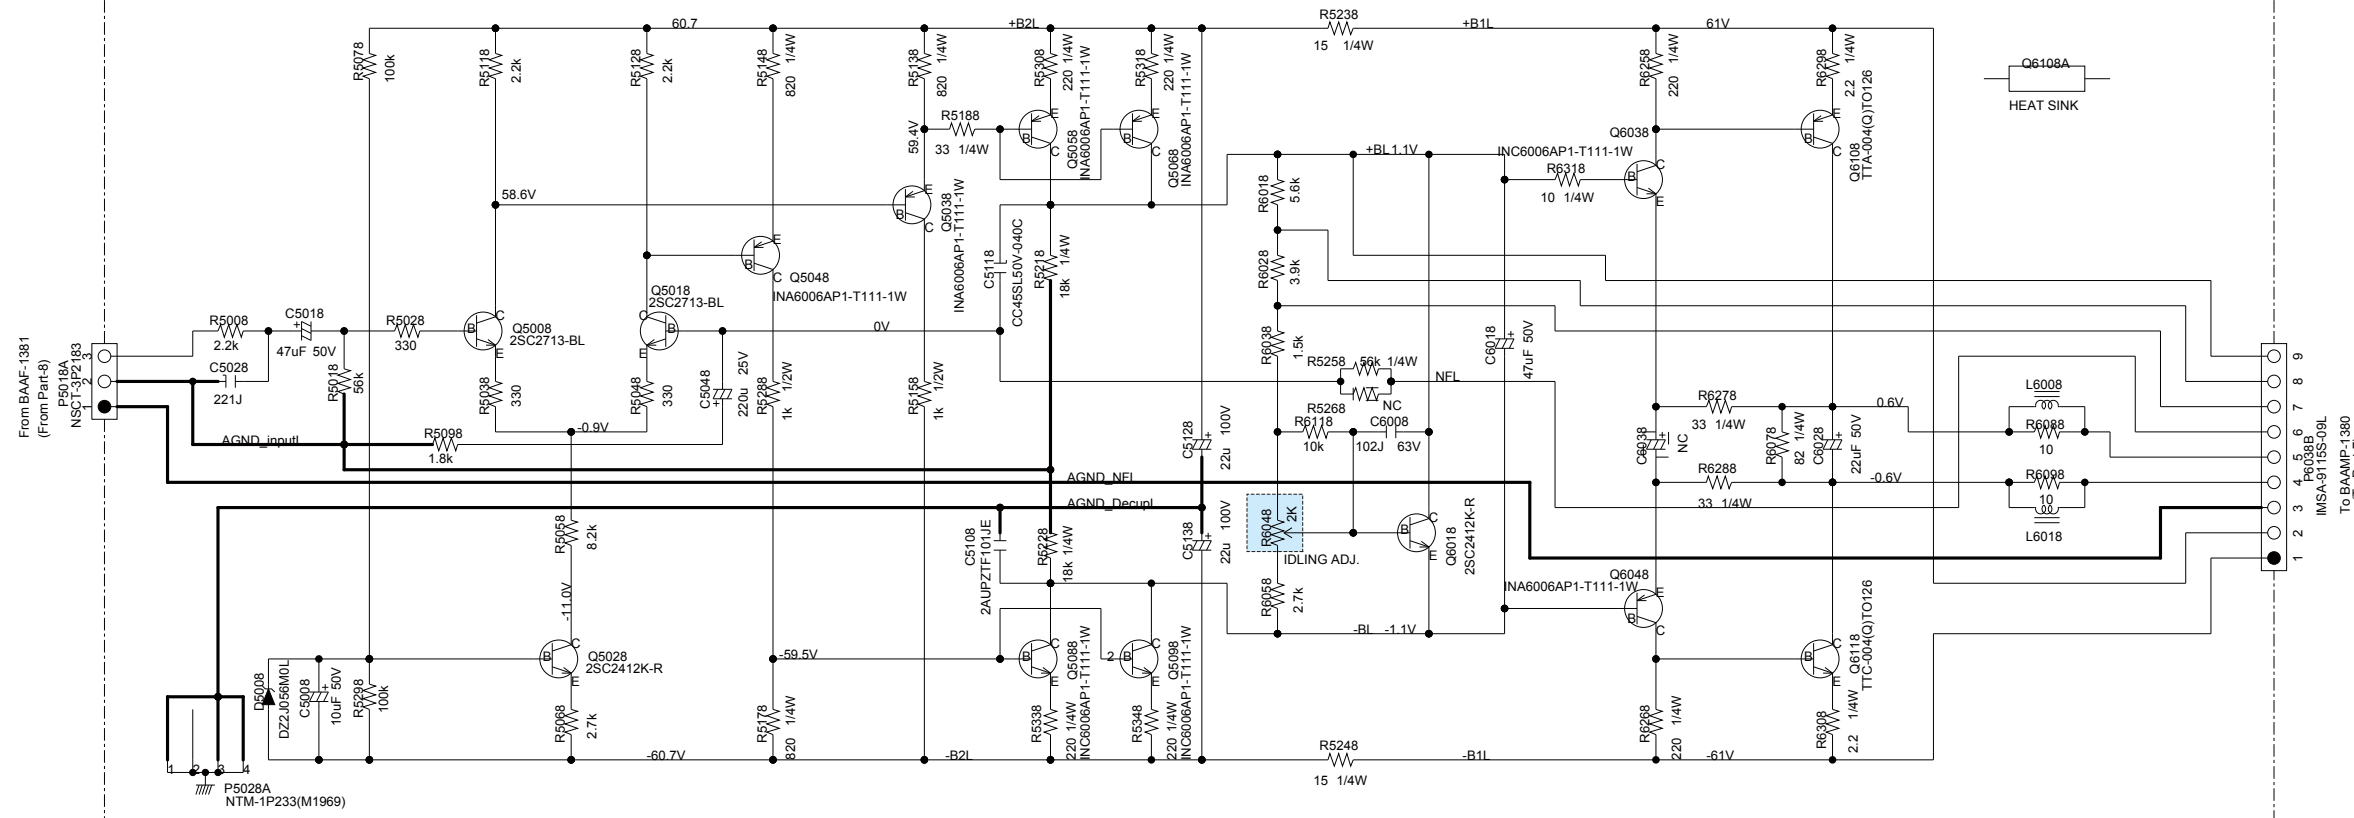 60.7
+B2L
R5238
15 1/4W
+B1L
61V
R5078
100k
R5118
2.2k
R5128
2.2k
R5148
820 1/4W
R5138
820 1/4W
R5308
220 1/4W
R5318
220 1/4W
R6258
220 1/4W
R6298
2.2 1/4W
Q6108A
HEAT SINK
59.4V
R5188
33 1/4W
E
B
C
Q5058
INA6006AP1-T111-1W
E
B
C
Q5068
INA6006AP1-T111-1W
+BL 1.1V
Q6038
INC6006AP1-T111-1W
R6318
10 1/4W
C
B
E
E
B
C
Q6108
TTA-004(Q)TO126
58.6V
E
B
C
Q5038
INA6006AP1-T111-1W
E
B
C Q5048
INA6006AP1-T111-1W
C5118
CC45SL50V-040C
R5218
18k 1/4W
R6018
5.6k
R6028
3.9k
R6038
1.5k
C6018
47uF 50V
From BAAF-1381
(From Part-8)
P5018A
NSCT-3P2183
3
2
1
R5008
2.2k
C5018
+
47uF 50V
C5028
221J
R5018
56k
R5028
330
C
B
E
Q5008
2SC2713-BL
Q5018
2SC2713-BL
C
B
E
0V
R5038
330
R5048
330
C5048
220u 25V
+
R5288
1k 1/2W
R5158
1k 1/2W
R5258 56k 1/4W
NFL
NC
R5268
R6118
10k
C6008
102J 63V
-0.9V
AGND_inputL
R5098
1.8k
C5128
22u 100V
+
AGND_NFL
AGND_DecupL
R6278
33 1/4W
0.6V
C6038
NC
+
R6078
82 1/4W
C6028
22uF 50V
+
R6288
33 1/4W
-0.6V
L6008
R6088
10
R6098
10
L6018
9
8
7
6
5
4
3
2
1
P6038B
IMSA-9115S-09L
To BAAMP-1380
R5058
8.2k
C5108
2AUPZTF101JE
R5228
18k 1/4W
C5138
22u 100V
+
R6048
2K
IDLING ADJ.
C
B
E
Q6018
2SC2412K-R
-11.0V
R6058
2.7k
-BL -1.1V
Q6048
INA6006AP1-T111-1W
E
B
C
C
B
E
Q5028
2SC2412K-R
-59.5V
C
B
E
Q5088
INC6006AP1-T111-1W
2
C
B
E
Q5098
INC6006AP1-T111-1W
C
B
E
Q6118
TTC-004(Q)TO126
D5008
DZ2J056M0L
C5008
10uF 50V
+
R5298
100k
R5068
2.7k
R5178
820 1/4W
R5338
220 1/4W
R5348
220 1/4W
R6268
220 1/4W
R6308
2.2 1/4W
-60.7V
-B2L
R5248
15 1/4W
-B1L
-61V
1 2 3 4
P5028A
NTM-1P233(M1969)